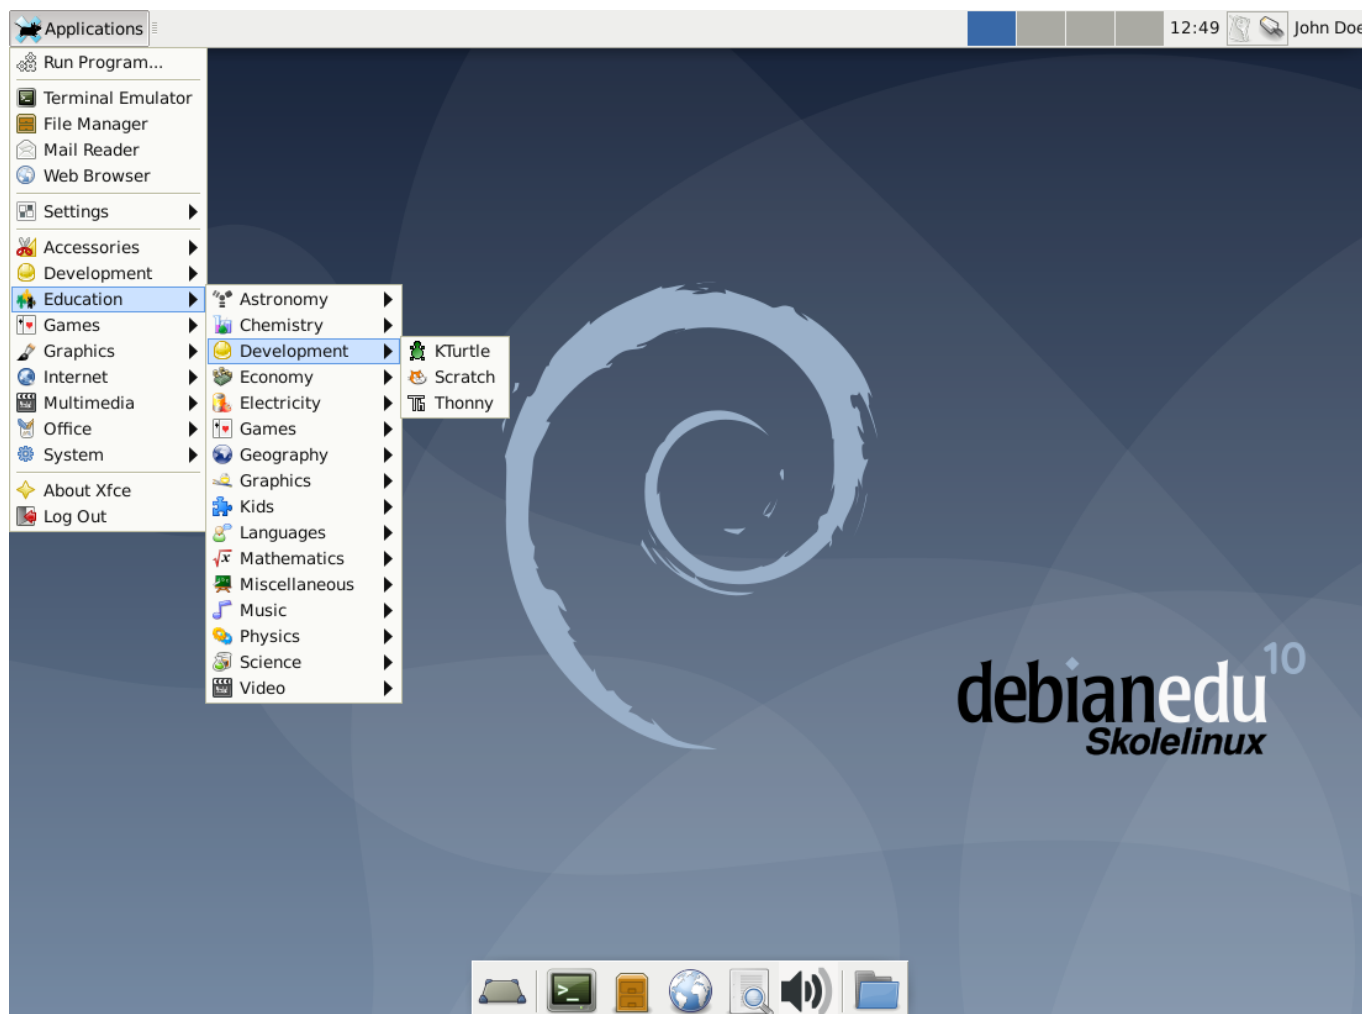 Applications
12:49
John Doe
Run Program...
Terminal Emulator
File Manager
Mail Reader
Web Browser
Settings
Accessories
Development
Education
Games
Graphics
Internet
Multimedia
Office
System
About Xfce
Log Out
Astronomy
Chemistry
Development
Economy
Electricity
Games
Geography
Graphics
Kids
Languages
Mathematics
Miscellaneous
Music
Physics
Science
Video
KTurtle
Scratch
Thonny
debianedu 10
Skolelinux